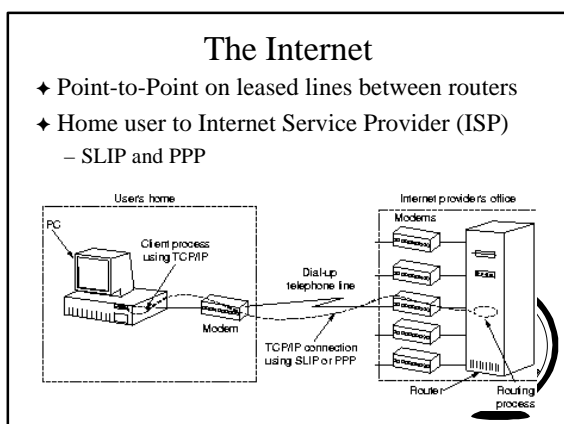 The Internet
✦ Point-to-Point on leased lines between routers
✦ Home user to Internet Service Provider (ISP)
– SLIP and PPP
User's home
Internet provider's office
PC
Modems
Client process
using TCP/IP
Dial-up
telephone line
Modem
TCP/IP connection
using SLIP or PPP
Router
Routing
process